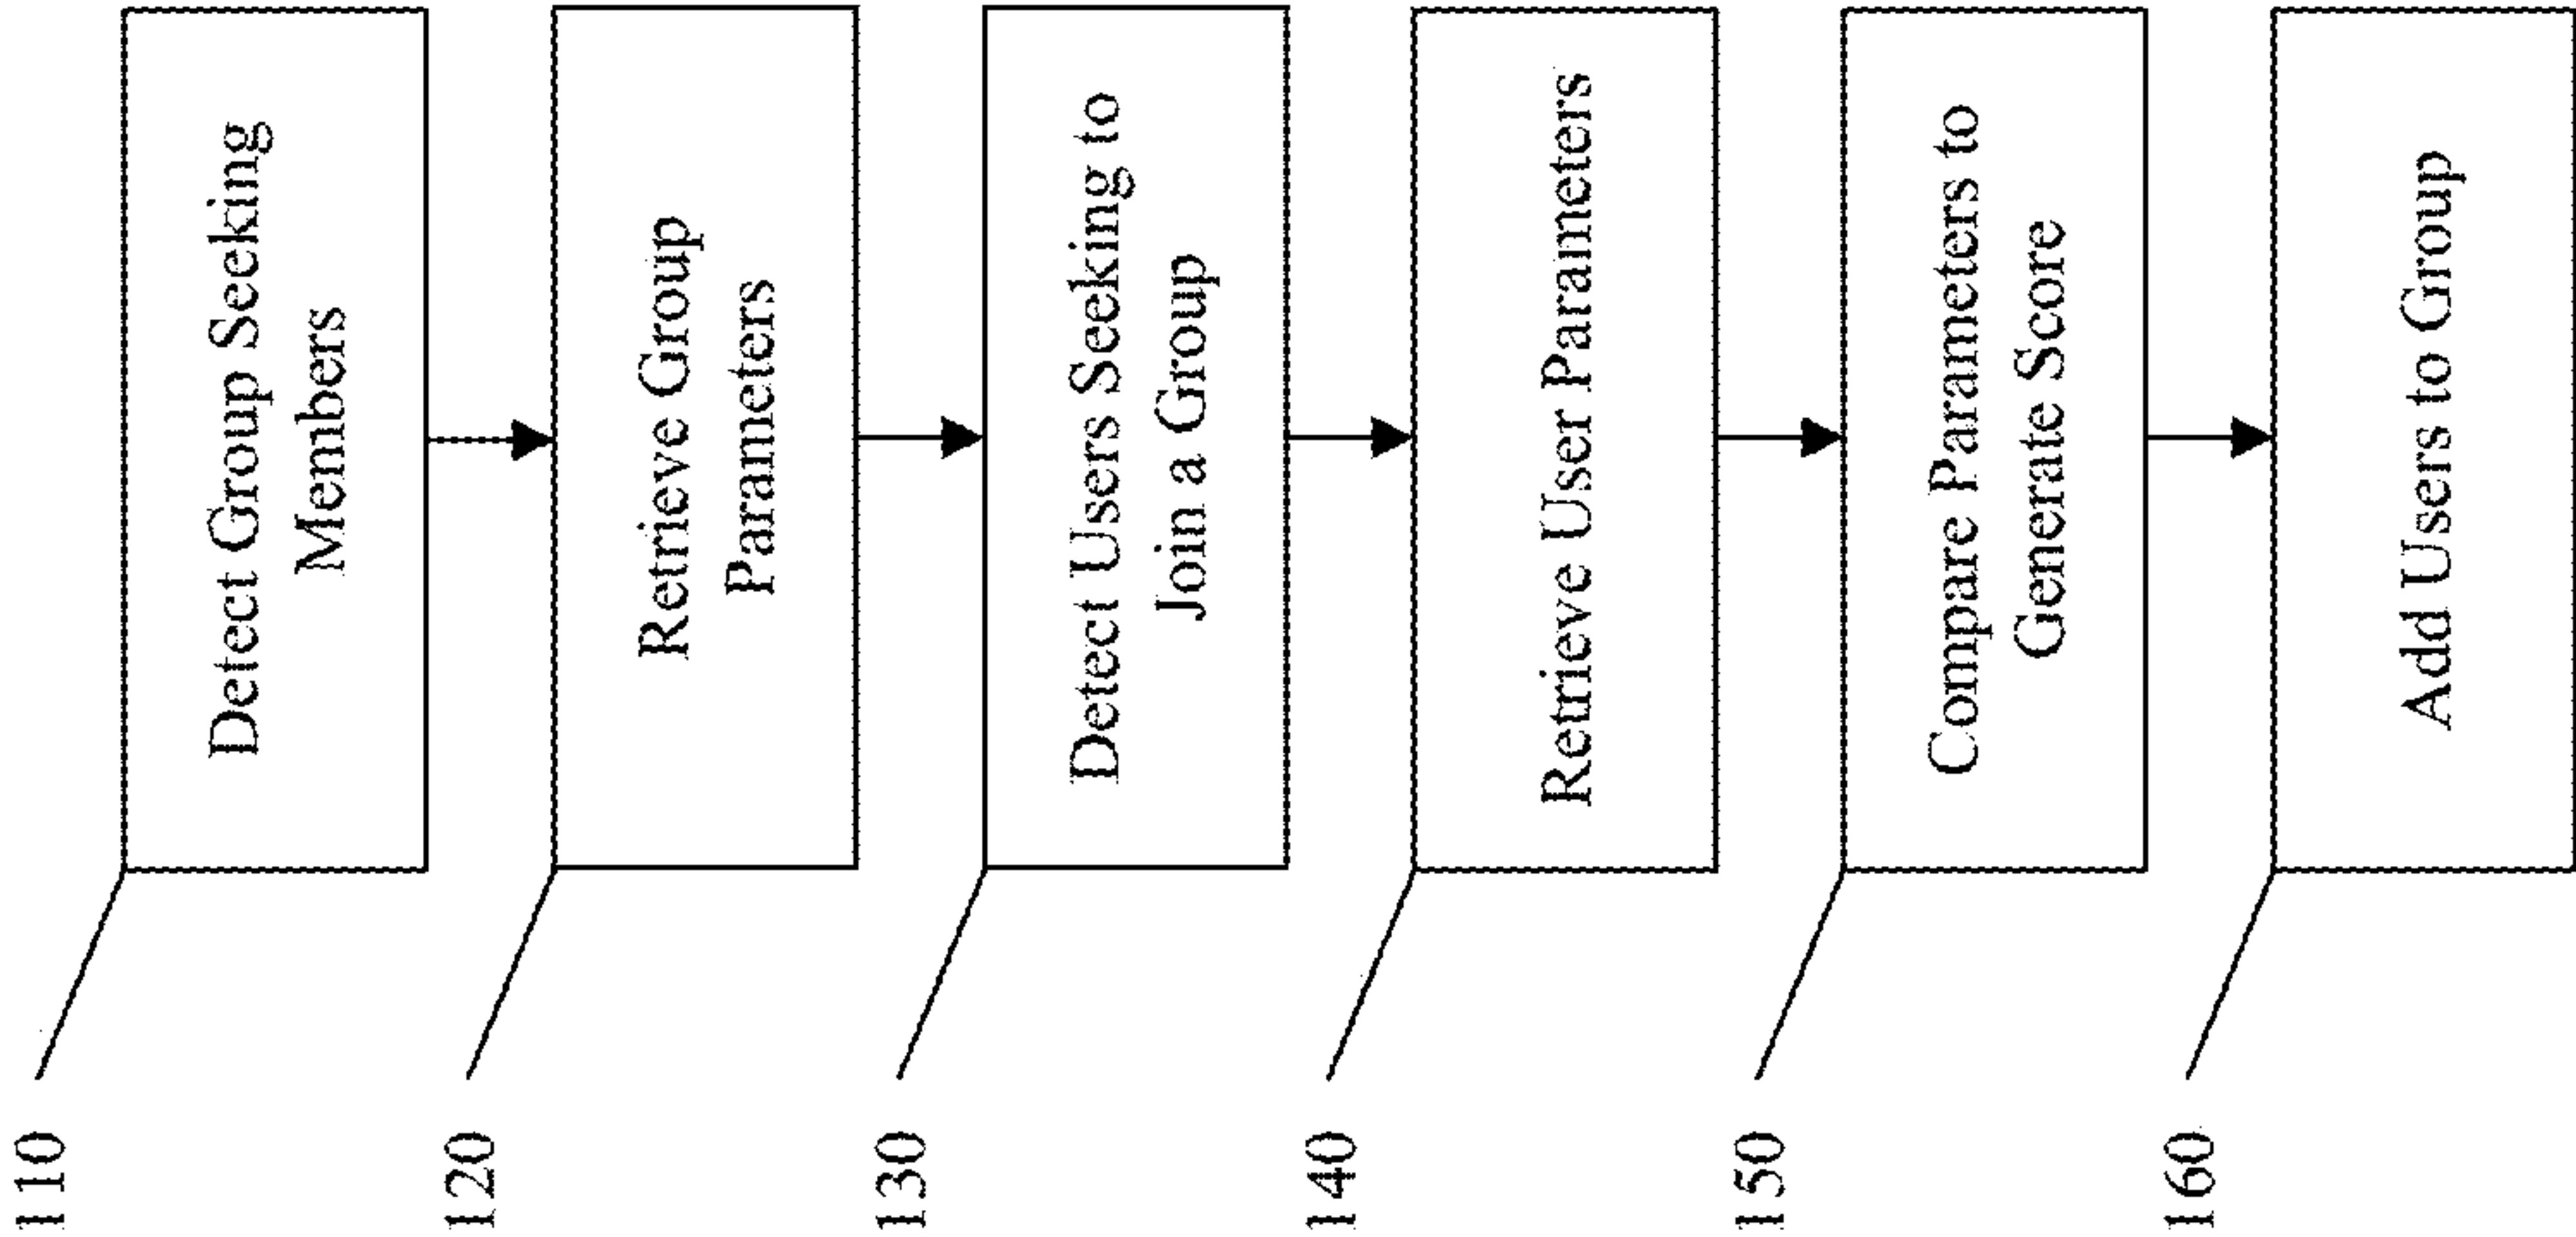 110
Detect Group Seeking
Members
120
Retrieve Group
Parameters
130
Detect Users Seeking to
Join a Group
140
Retrieve User Parameters
150
Compare Parameters to
Generate Score
160
Add Users to Group